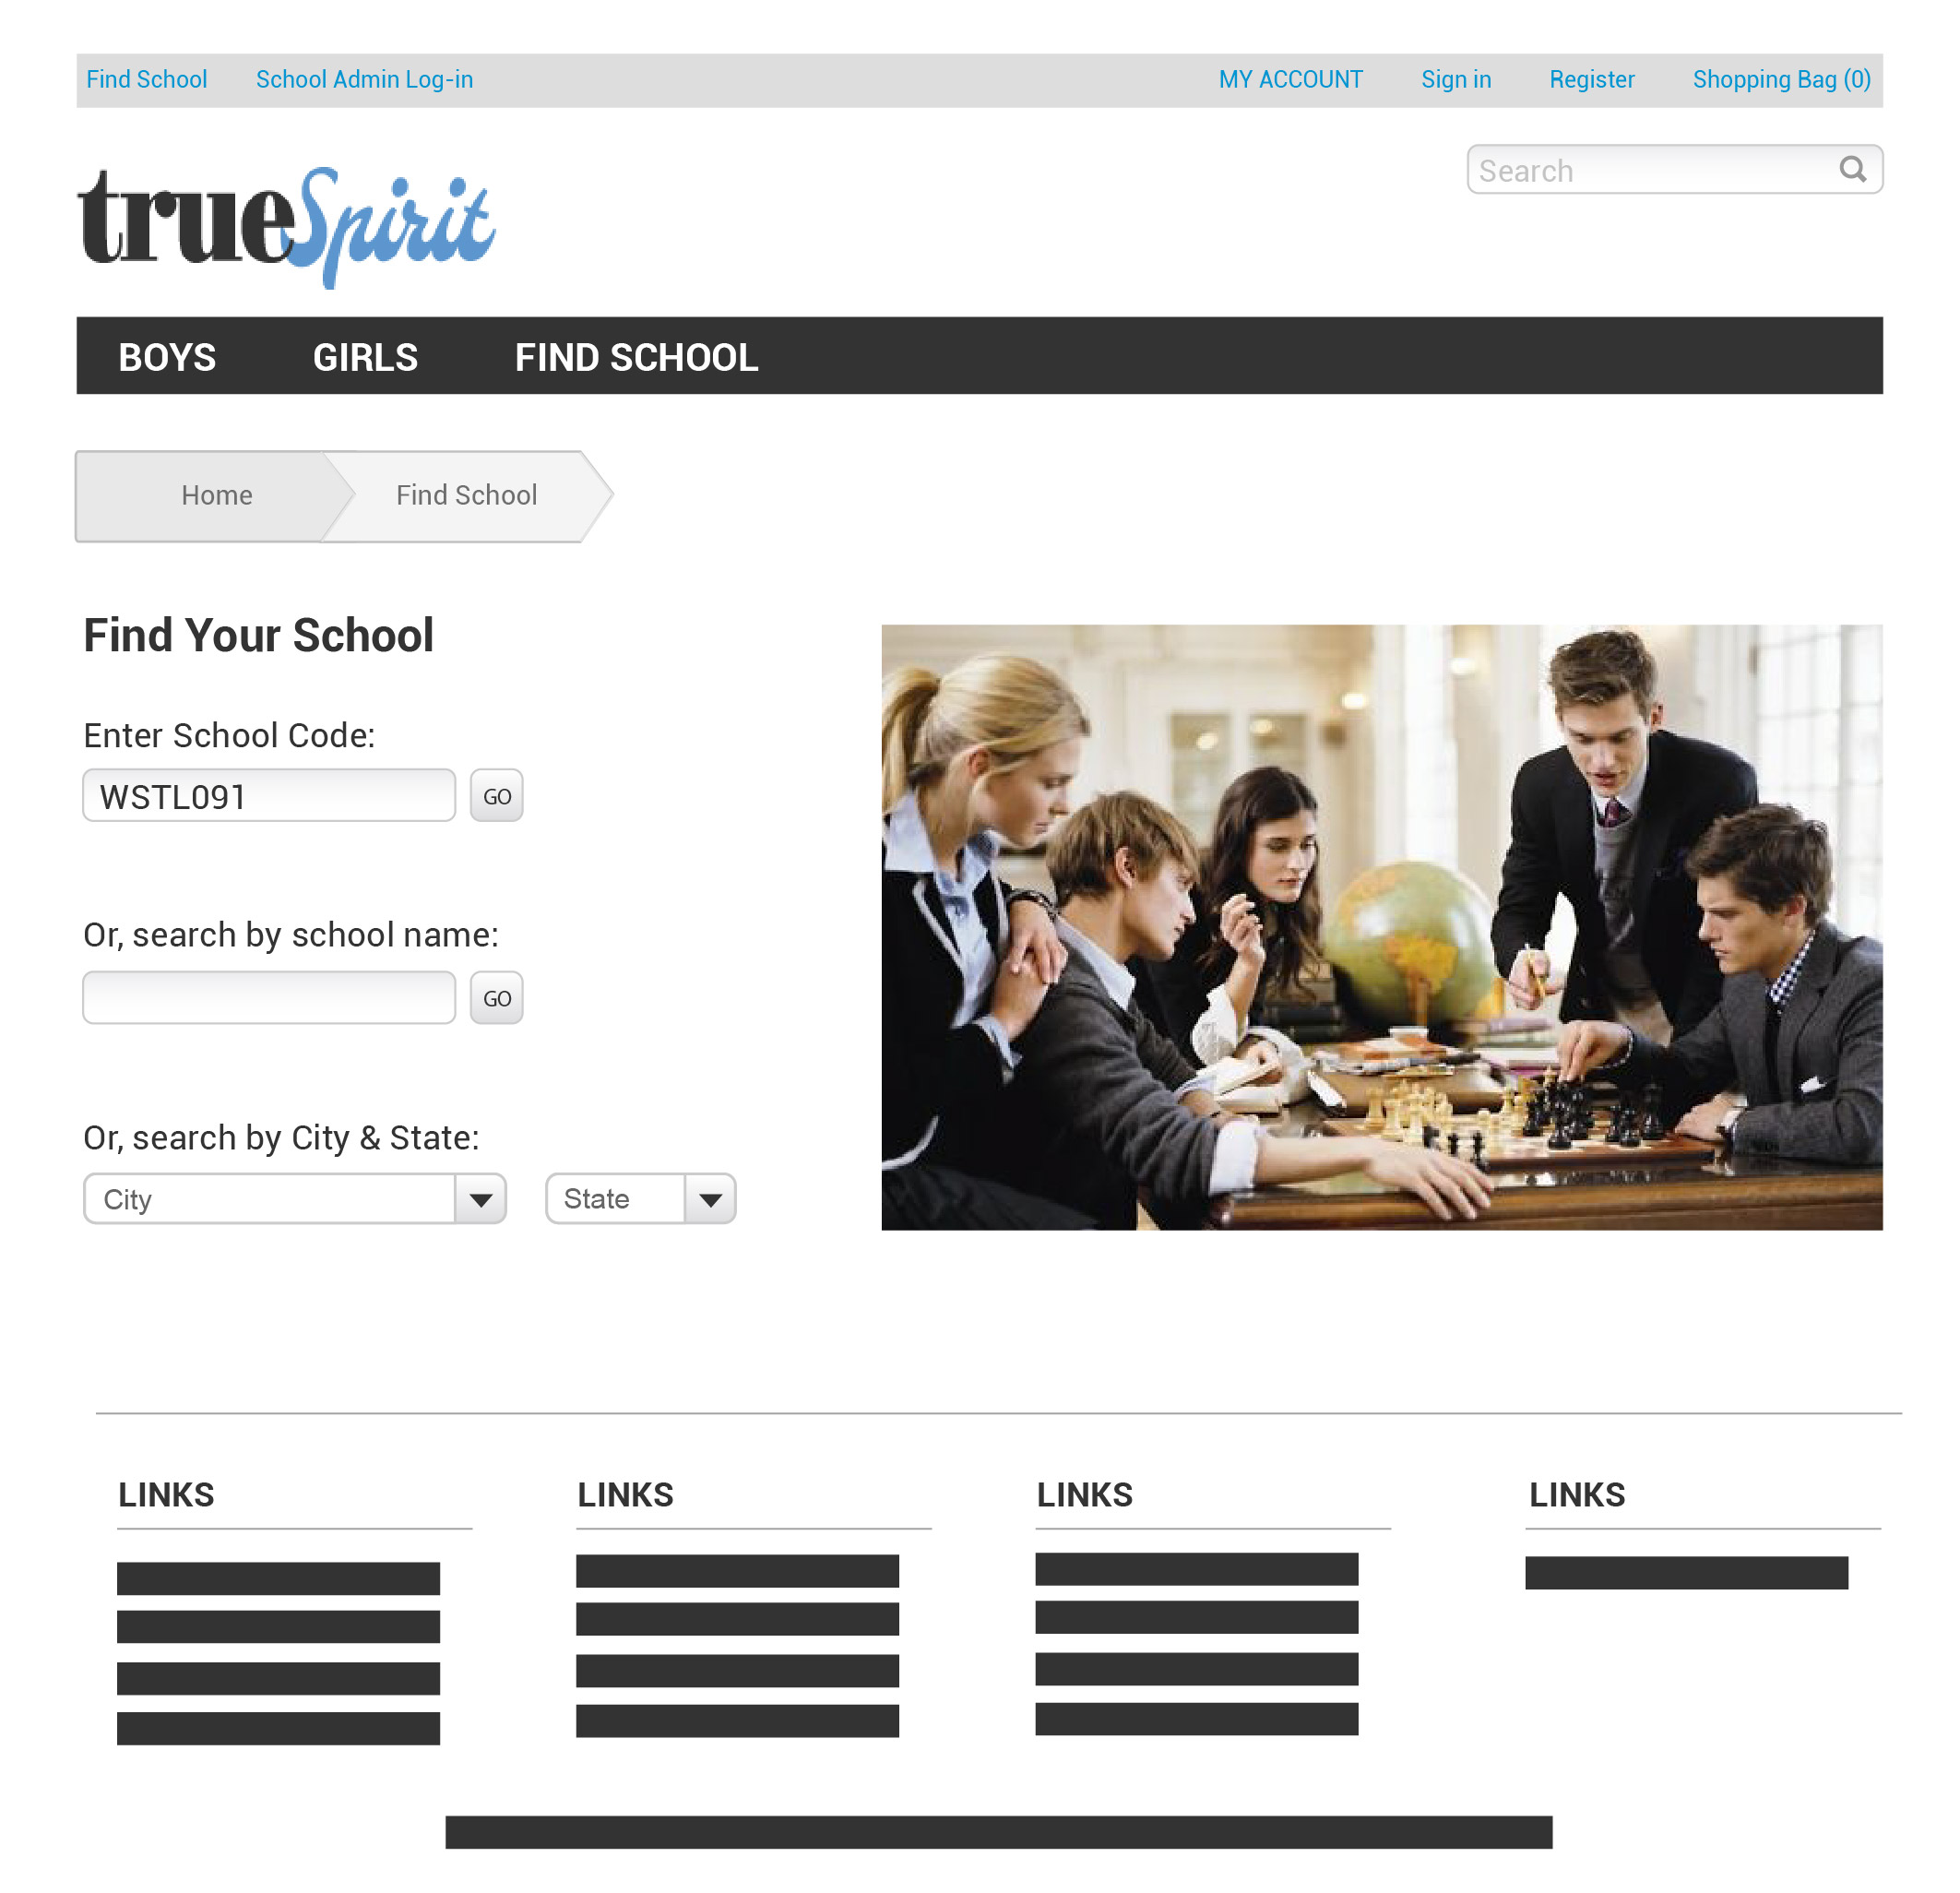 Find School School Admin Log-in MY ACCOUNT Sign in Register Shopping Bag (0)
Search
trueSpirit
BOYS GIRLS FIND SCHOOL
Home Find School
Find Your School
Enter School Code:
WSTL091 GO
Or, search by school name:
GO
Or, search by City & State:
City State
LINKS LINKS LINKS LINKS